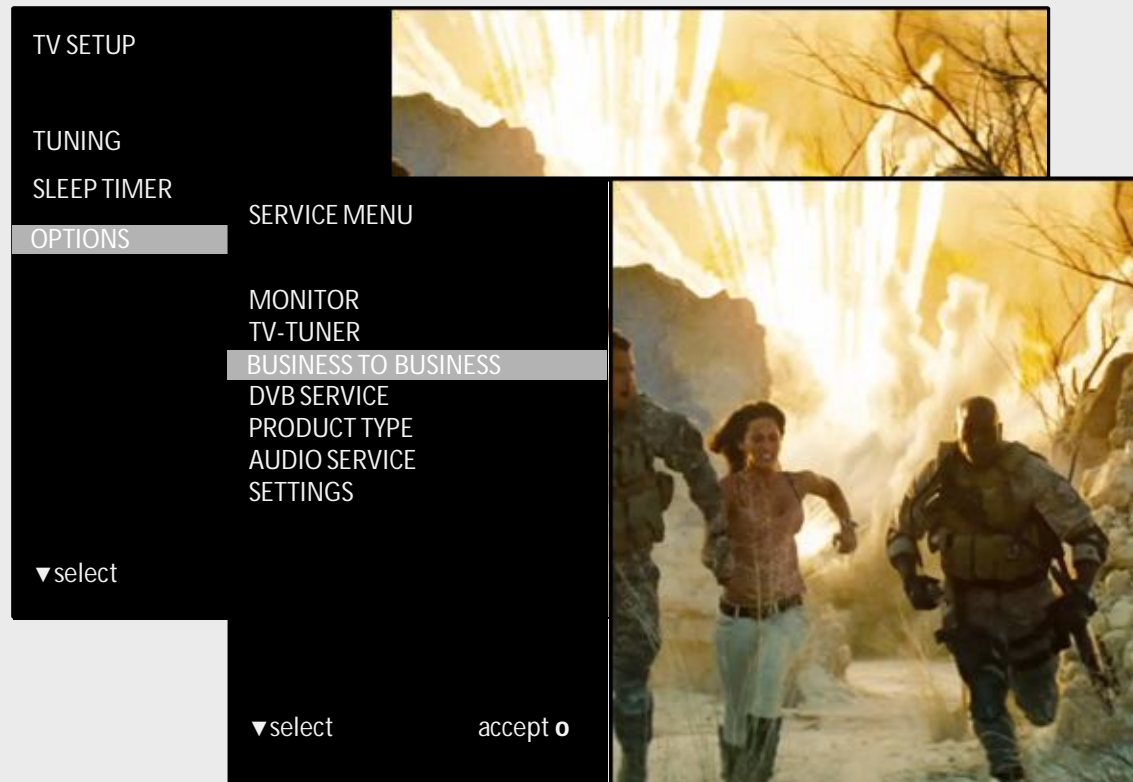 TV SETUP
TUNING
SLEEP TIMER
OPTIONS
▼select
SERVICE MENU
MONITOR
TV-TUNER
BUSINESS TO BUSINESS
DVB SERVICE
PRODUCT TYPE
AUDIO SERVICE
SETTINGS
▼select accept o